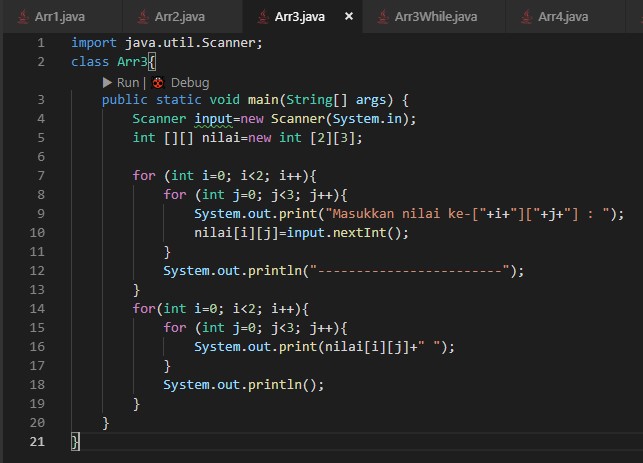 Arr1.java Arr2.java Arr3.java × Arr3While.java Arr4.java
1 import java.util.Scanner;
2 class Arr3{
Run | Debug
3 public static void main(String[] args) {
4 Scanner input=new Scanner(System.in);
5 int [][] nilai=new int [2][3];
6
7 for (int i=0; i<2; i++){
8 for (int j=0; j<3; j++){
9 System.out.print("Masukkan nilai ke-["+i+"]["+j+"] : ");
10 nilai[i][j]=input.nextInt();
11 }
12 System.out.println("------------------------");
13 }
14 for(int i=0; i<2; i++){
15 for (int j=0; j<3; j++){
16 System.out.print(nilai[i][j]+" ");
17 }
18 System.out.println();
19 }
20 }
21 }